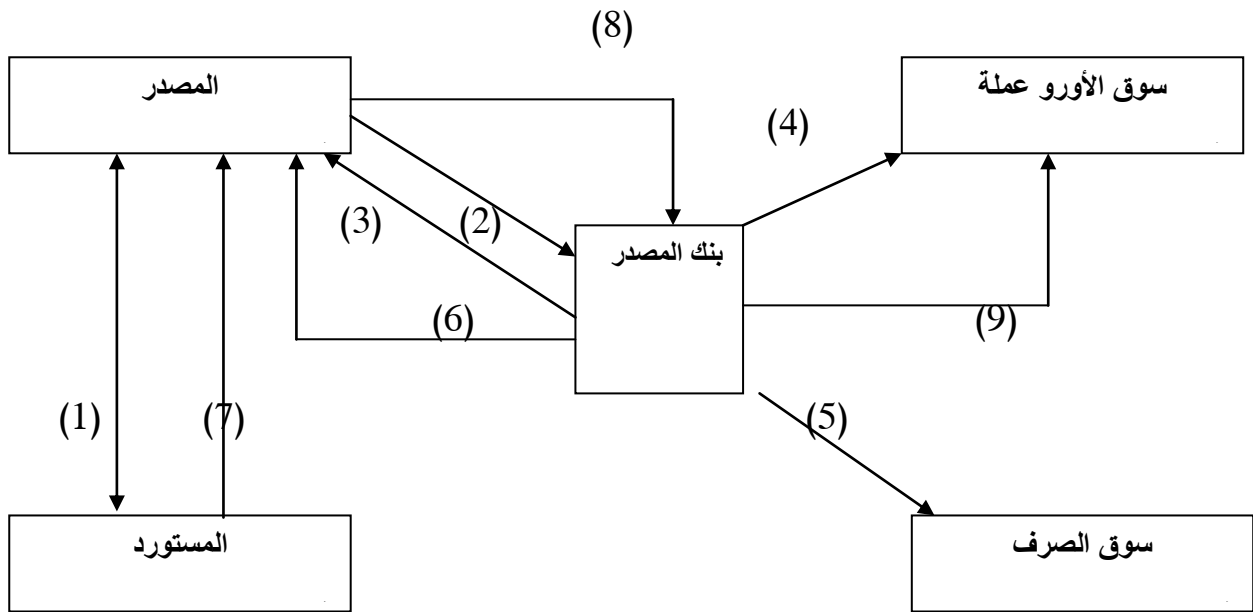 (8)
المصدر
سوق الأورو عملة
(4)
(3)
(2)
بنك المصدر
(6)
(9)
(1)
(7)
(5)
المستورد
سوق الصرف